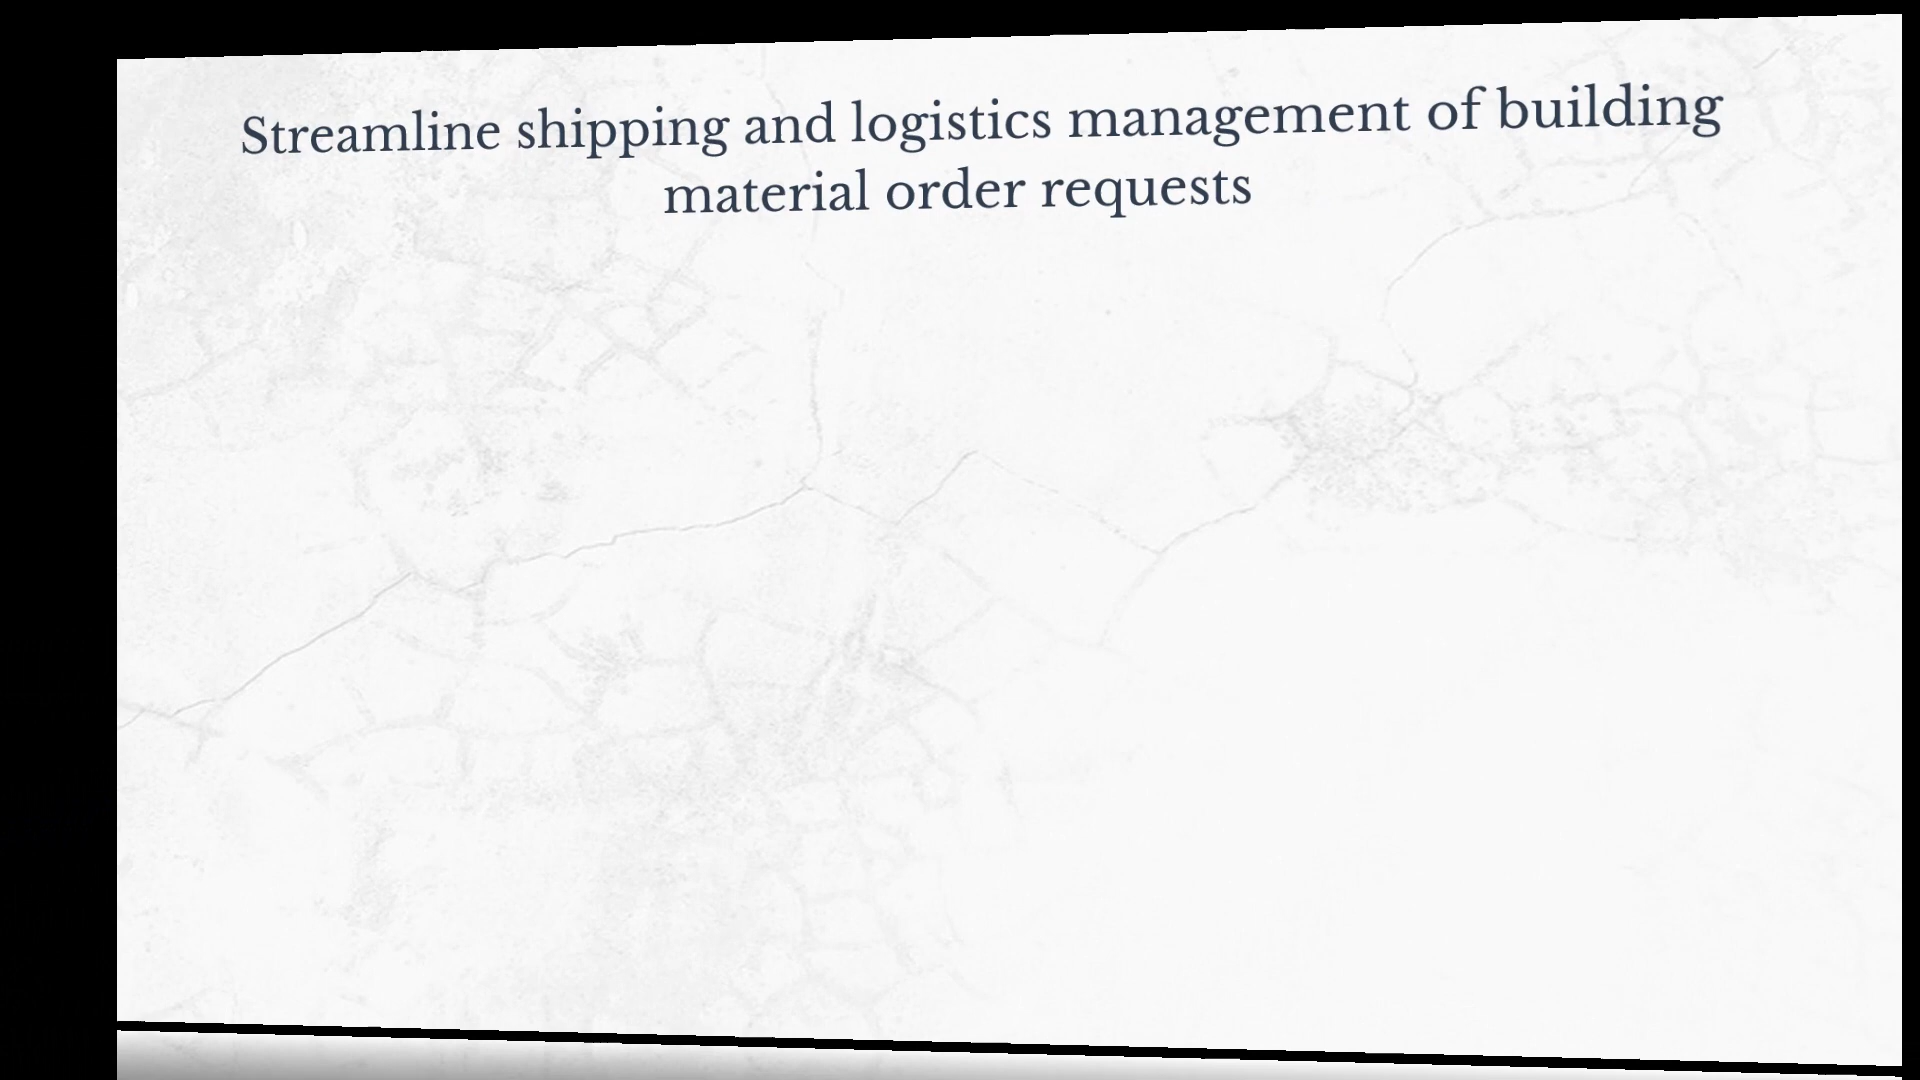 Streamline shipping and logistics management of building
material order requests